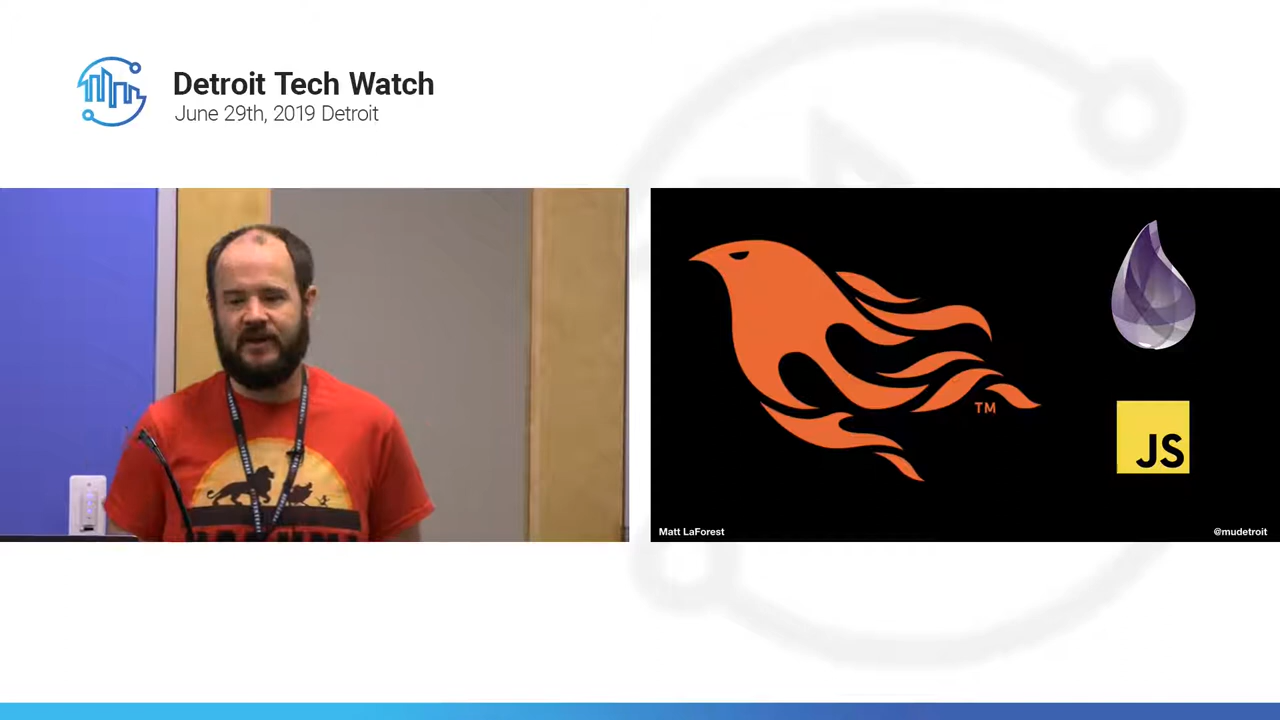 Detroit Tech Watch
June 29th, 2019 Detroit
TM
JS
Matt LaForest
@mudetroit